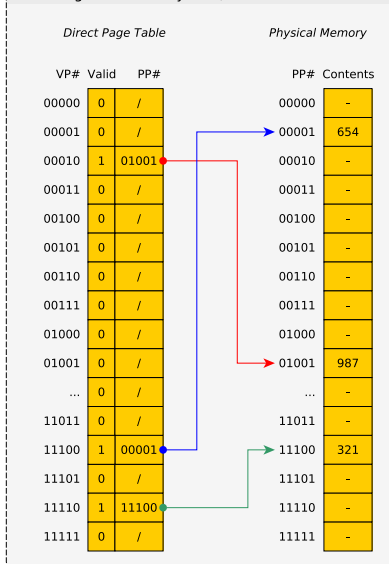 Direct Page Table Physical Memory
VP# Valid PP# PP# Contents
00000 0 / 00000 -
00001 0 / 00001 654
00010 1 01001 00010 -
00011 0 / 00011 -
00100 0 / 00100 -
00101 0 / 00101 -
00110 0 / 00110 -
00111 0 / 00111 -
01000 0 / 01000 -
01001 0 / 01001 987
... 0 / ... -
11011 0 / 11011 -
11100 1 00001 11100 321
11101 0 / 11101 -
11110 1 11100 11110 -
11111 0 / 11111 -